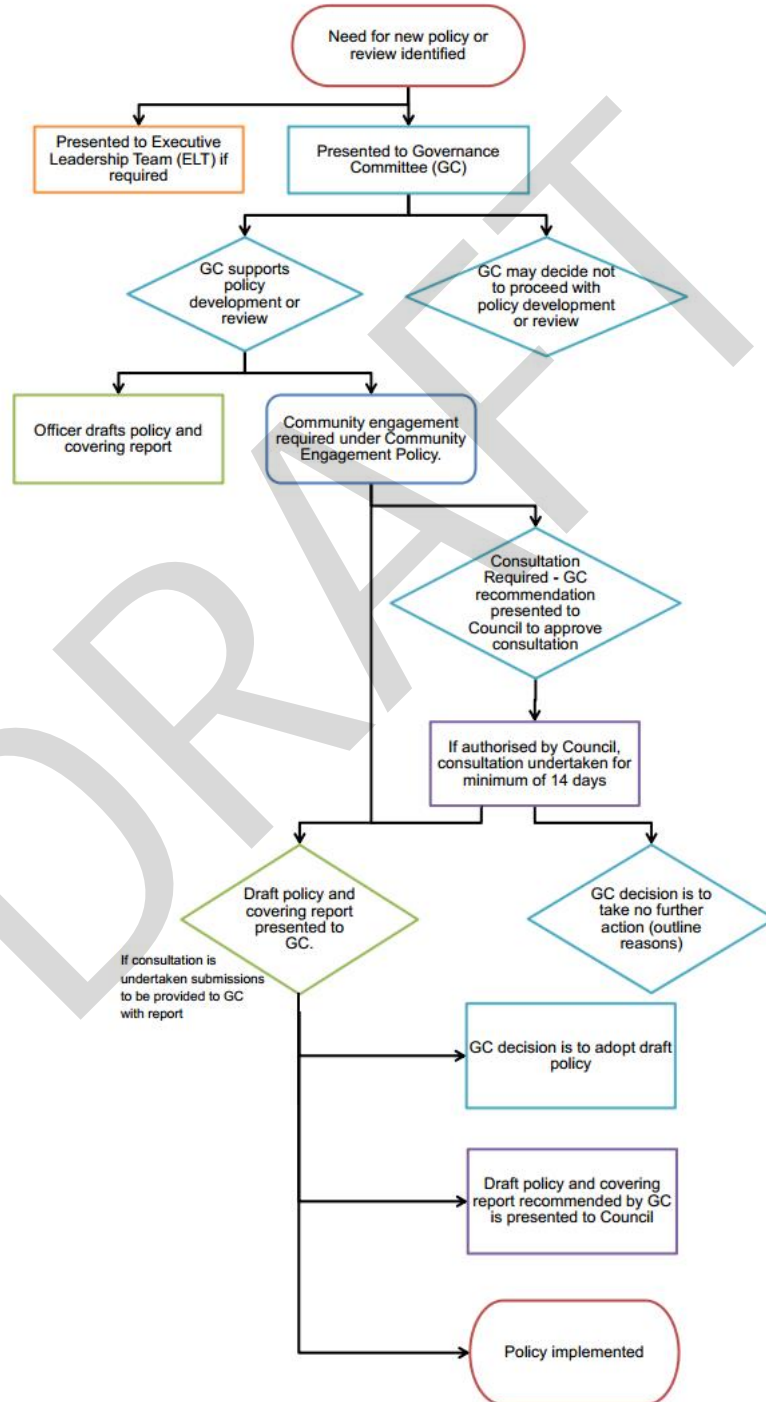 Need for new policy or
review identified
Presented to Executive
Leadership Team (ELT) if
required
Presented to Governance
Committee (GC)
GC supports
policy
development or
review
GC may decide not
to proceed with
policy development
or review
Officer drafts policy and
covering report
Community engagement
required under Community
Engagement Policy.
Consultation
Required - GC
recommendation
presented to
Council to approve
consultation
If authorised by Council,
consultation undertaken for
minimum of 14 days
Draft policy and
covering report
presented to
GC.
GC decision is to
take no further
action (outline
reasons)
If consultation is
undertaken submissions
to be provided to GC
with report
GC decision is to adopt draft
policy
Draft policy and covering
report recommended by GC
is presented to Council
Policy implemented
DRAFT